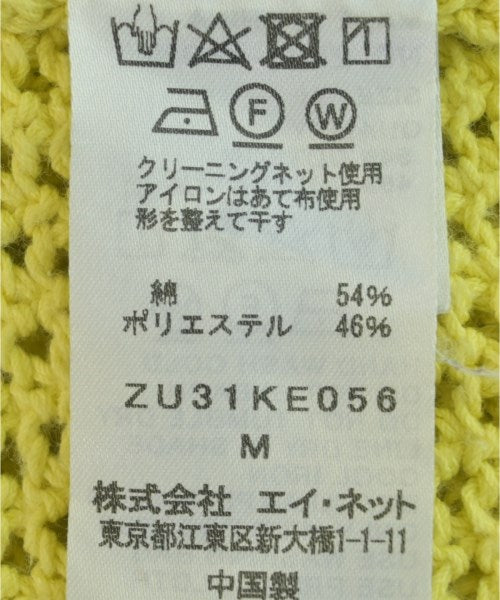 F W
クリーニングネット使用
アイロンはあて布使用
形を整えて干す
綿 54%
ポリエステル 46%
ZU31KE056
M
株式会社 エイ・ネット
東京都江東区新大橋1-1-11
中国製